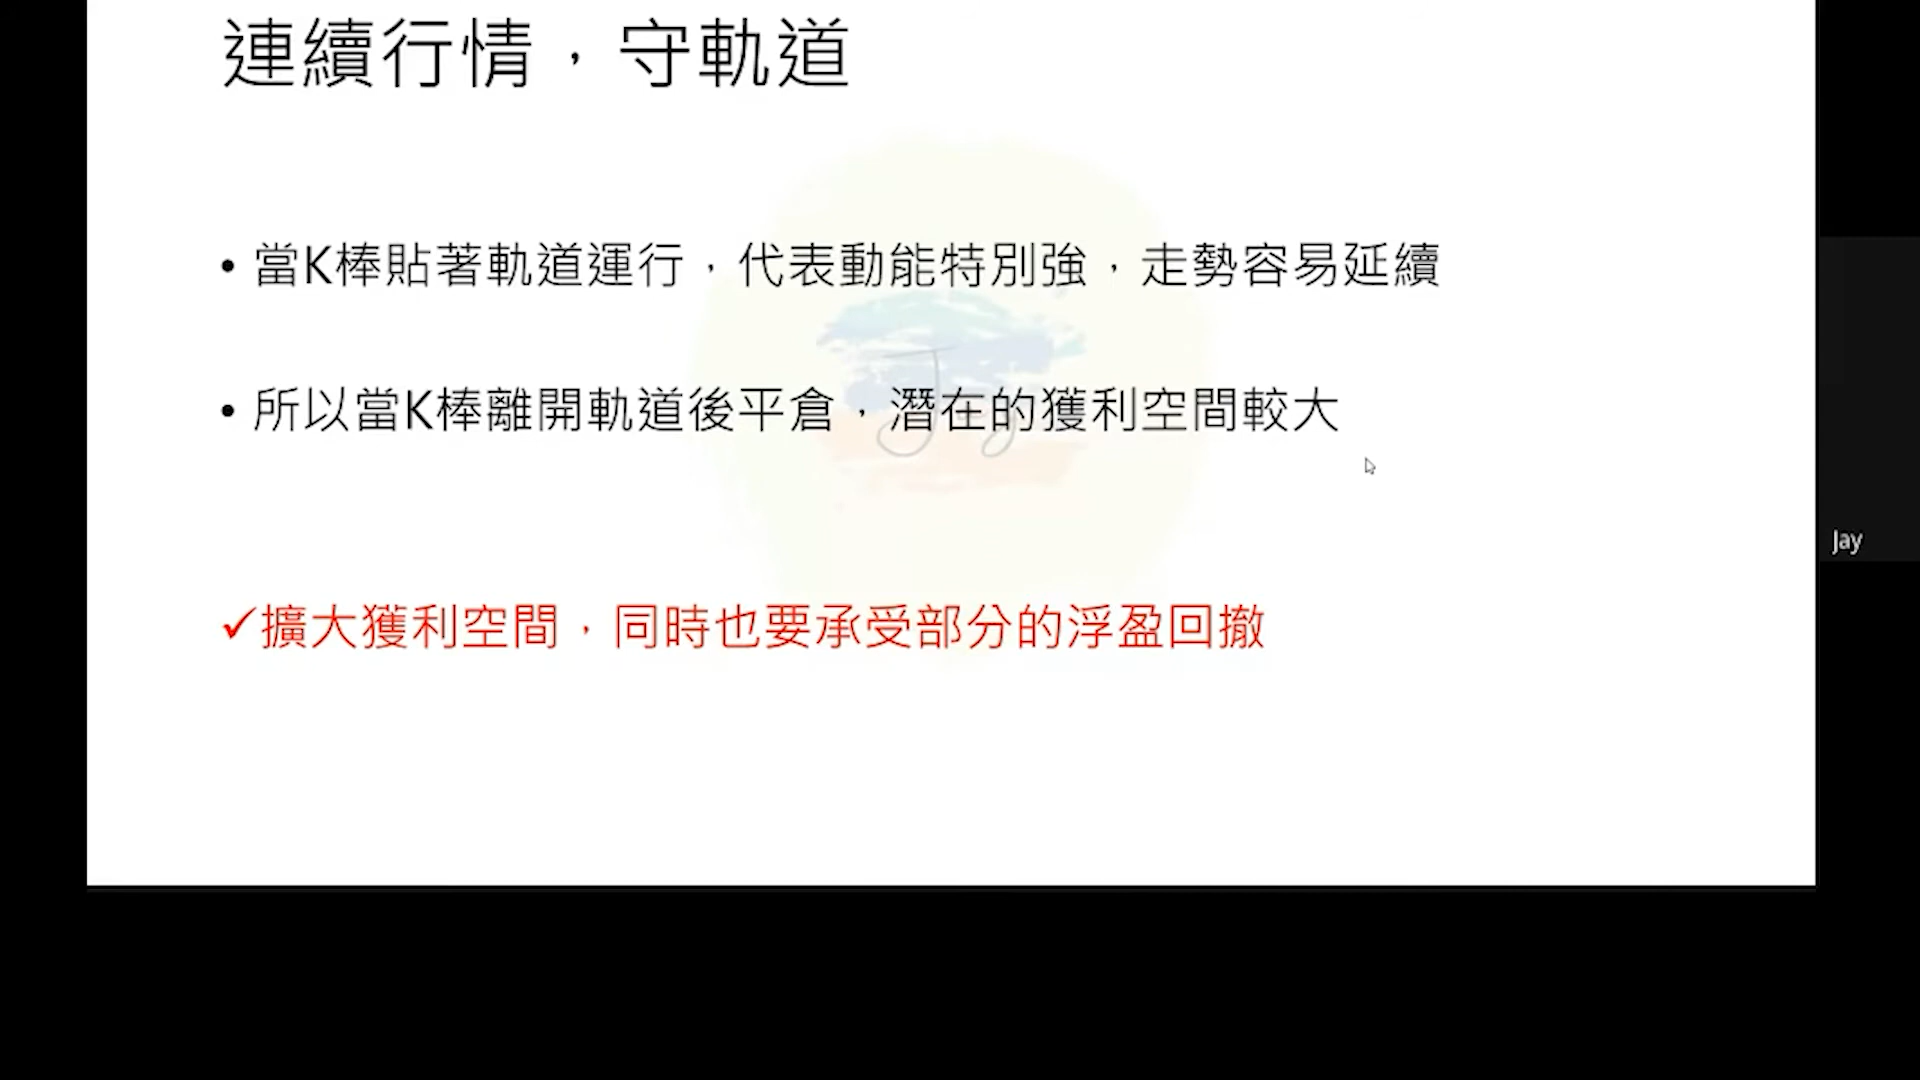 連續行情，守軌道
• 當K棒貼著軌道運行，代表動能特別強，走勢容易延續
• 所以當K棒離開軌道後平倉，潛在的獲利空間較大
Jay
✓擴大獲利空間，同時也要承受部分的浮盈回撤
Jay